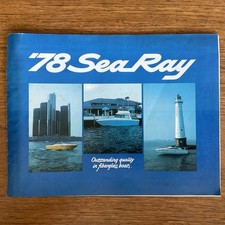 '78 Sea Ray
Outstanding quality
in fiberglass boats.